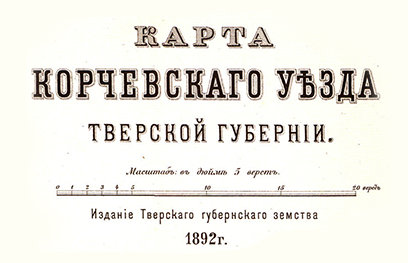 КАРТА
КОРЧЕВСКАГО УѢЗДА
ТВЕРСКОЙ ГУБЕРНІИ.
Масштабъ: въ дюймѣ 5 верстъ.
0 1 2 3 4 5 10 15 20 верстъ
Изданіе Тверскаго губернскаго земства
1892г.